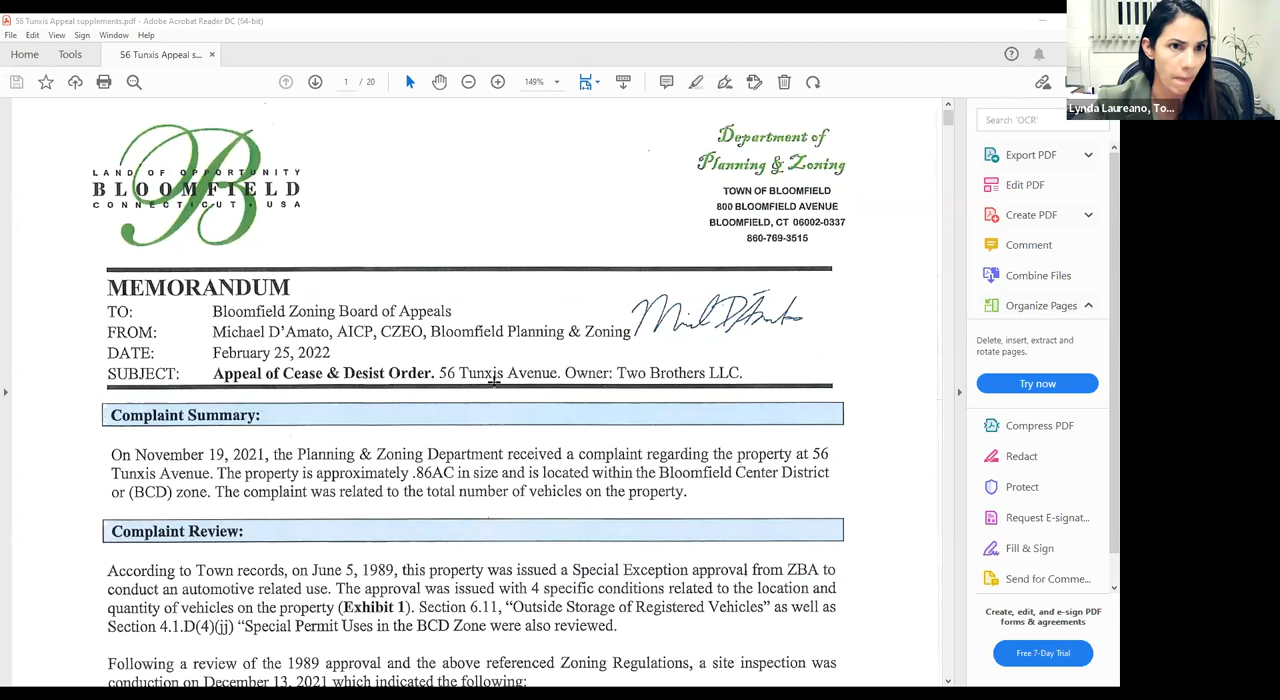 56 Tunxis Appeal supplements.pdf - Adobe Acrobat Reader DC (64-bit)
File Edit View Sign Window Help
Home Tools 56 Tunxis Appeal s... ×
1 / 20 149%
Lynda Laureano, To...
LAND OF OPPORTUNITY
BLOOMFIELD
CONNECTICUT, USA
B
Department of
Planning & Zoning
TOWN OF BLOOMFIELD
800 BLOOMFIELD AVENUE
BLOOMFIELD, CT 06002-0337
860-769-3515
MEMORANDUM
TO: Bloomfield Zoning Board of Appeals
FROM: Michael D'Amato, AICP, CZEO, Bloomfield Planning & Zoning
DATE: February 25, 2022
SUBJECT: Appeal of Cease & Desist Order. 56 Tunxis Avenue. Owner: Two Brothers LLC.
Complaint Summary:
On November 19, 2021, the Planning & Zoning Department received a complaint regarding the property at 56
Tunxis Avenue. The property is approximately .86AC in size and is located within the Bloomfield Center District
or (BCD) zone. The complaint was related to the total number of vehicles on the property.
Complaint Review:
According to Town records, on June 5, 1989, this property was issued a Special Exception approval from ZBA to
conduct an automotive related use. The approval was issued with 4 specific conditions related to the location and
quantity of vehicles on the property (Exhibit 1). Section 6.11, "Outside Storage of Registered Vehicles" as well as
Section 4.1.D(4)(jj) "Special Permit Uses in the BCD Zone were also reviewed.
Following a review of the 1989 approval and the above referenced Zoning Regulations, a site inspection was
conduction on December 13, 2021 which indicated the following:
Search 'OCR'
Export PDF
Edit PDF
Create PDF
Comment
Combine Files
Organize Pages
Delete, insert, extract and
rotate pages.
Try now
Compress PDF
Redact
Protect
Request E-signat...
Fill & Sign
Send for Comme...
Create, edit, and e-sign PDF
forms & agreements
Free 7-Day Trial